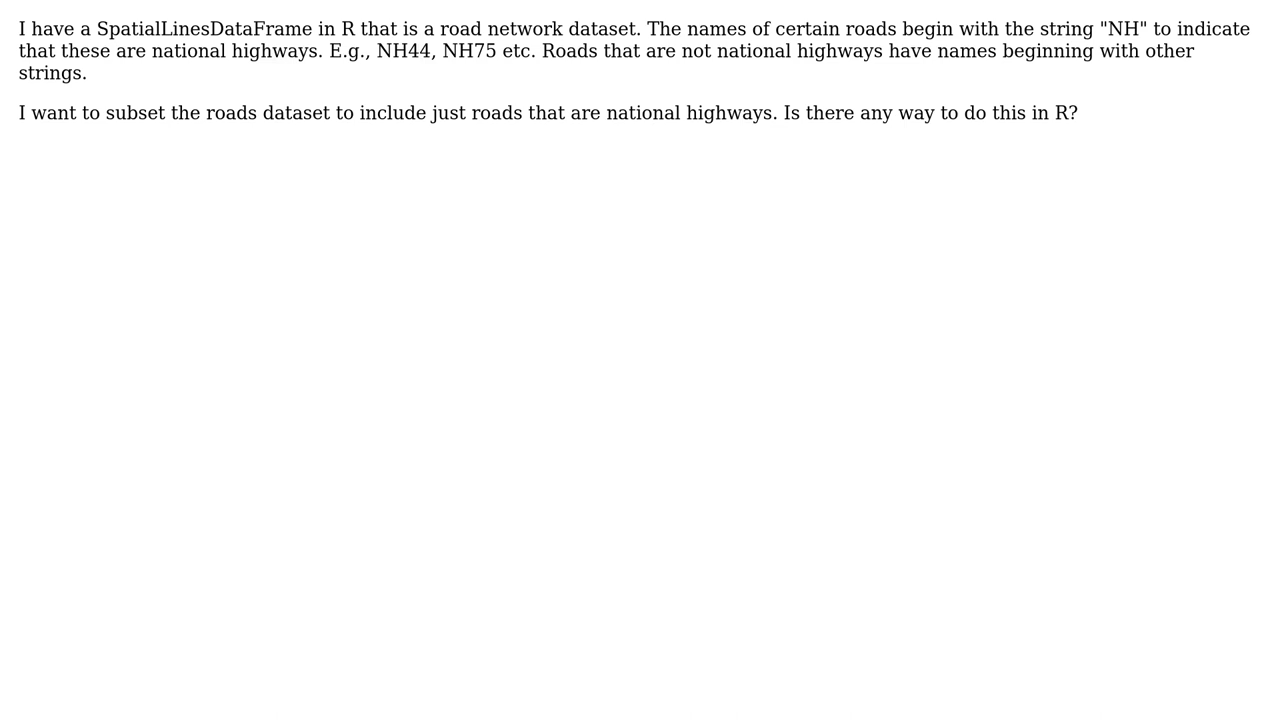 I have a SpatialLinesDataFrame in R that is a road network dataset. The names of certain roads begin with the string "NH" to indicate
that these are national highways. E.g., NH44, NH75 etc. Roads that are not national highways have names beginning with other
strings.
I want to subset the roads dataset to include just roads that are national highways. Is there any way to do this in R?